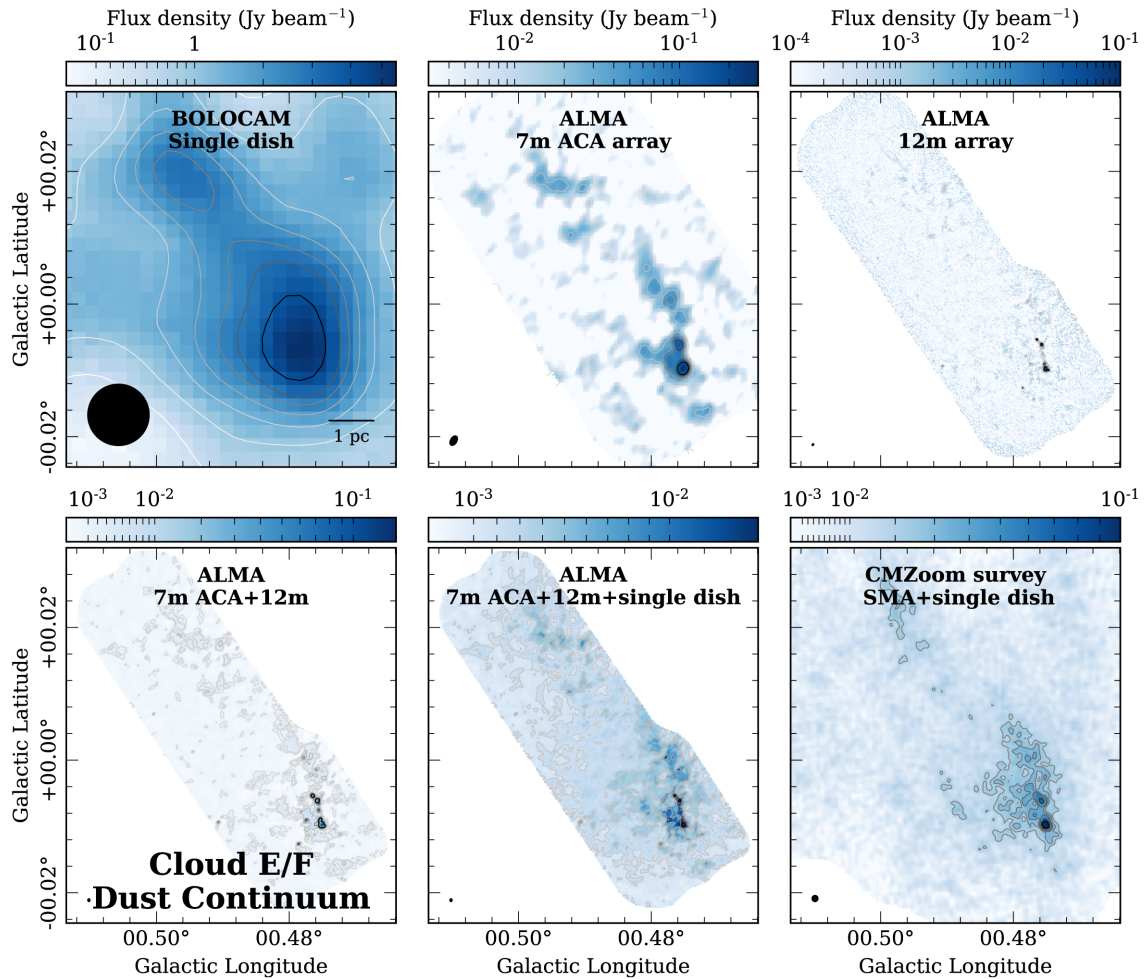 Flux density (Jy beam⁻¹)
10⁻¹ 1
BOLOCAM
Single dish
1 pc
Galactic Latitude
+00.02°
+00.00°
-00.02°
Flux density (Jy beam⁻¹)
10⁻² 10⁻¹
ALMA
7m ACA array
Flux density (Jy beam⁻¹)
10⁻⁴ 10⁻³ 10⁻² 10⁻¹
ALMA
12m array
10⁻³ 10⁻² 10⁻¹
ALMA
7m ACA+12m
Cloud E/F
Dust Continuum
Galactic Latitude
+00.02°
+00.00°
-00.02°
00.50° 00.48°
Galactic Longitude
10⁻³ 10⁻²
ALMA
7m ACA+12m+single dish
00.50° 00.48°
Galactic Longitude
10⁻³ 10⁻² 10⁻¹
CMZoom survey
SMA+single dish
00.50° 00.48°
Galactic Longitude